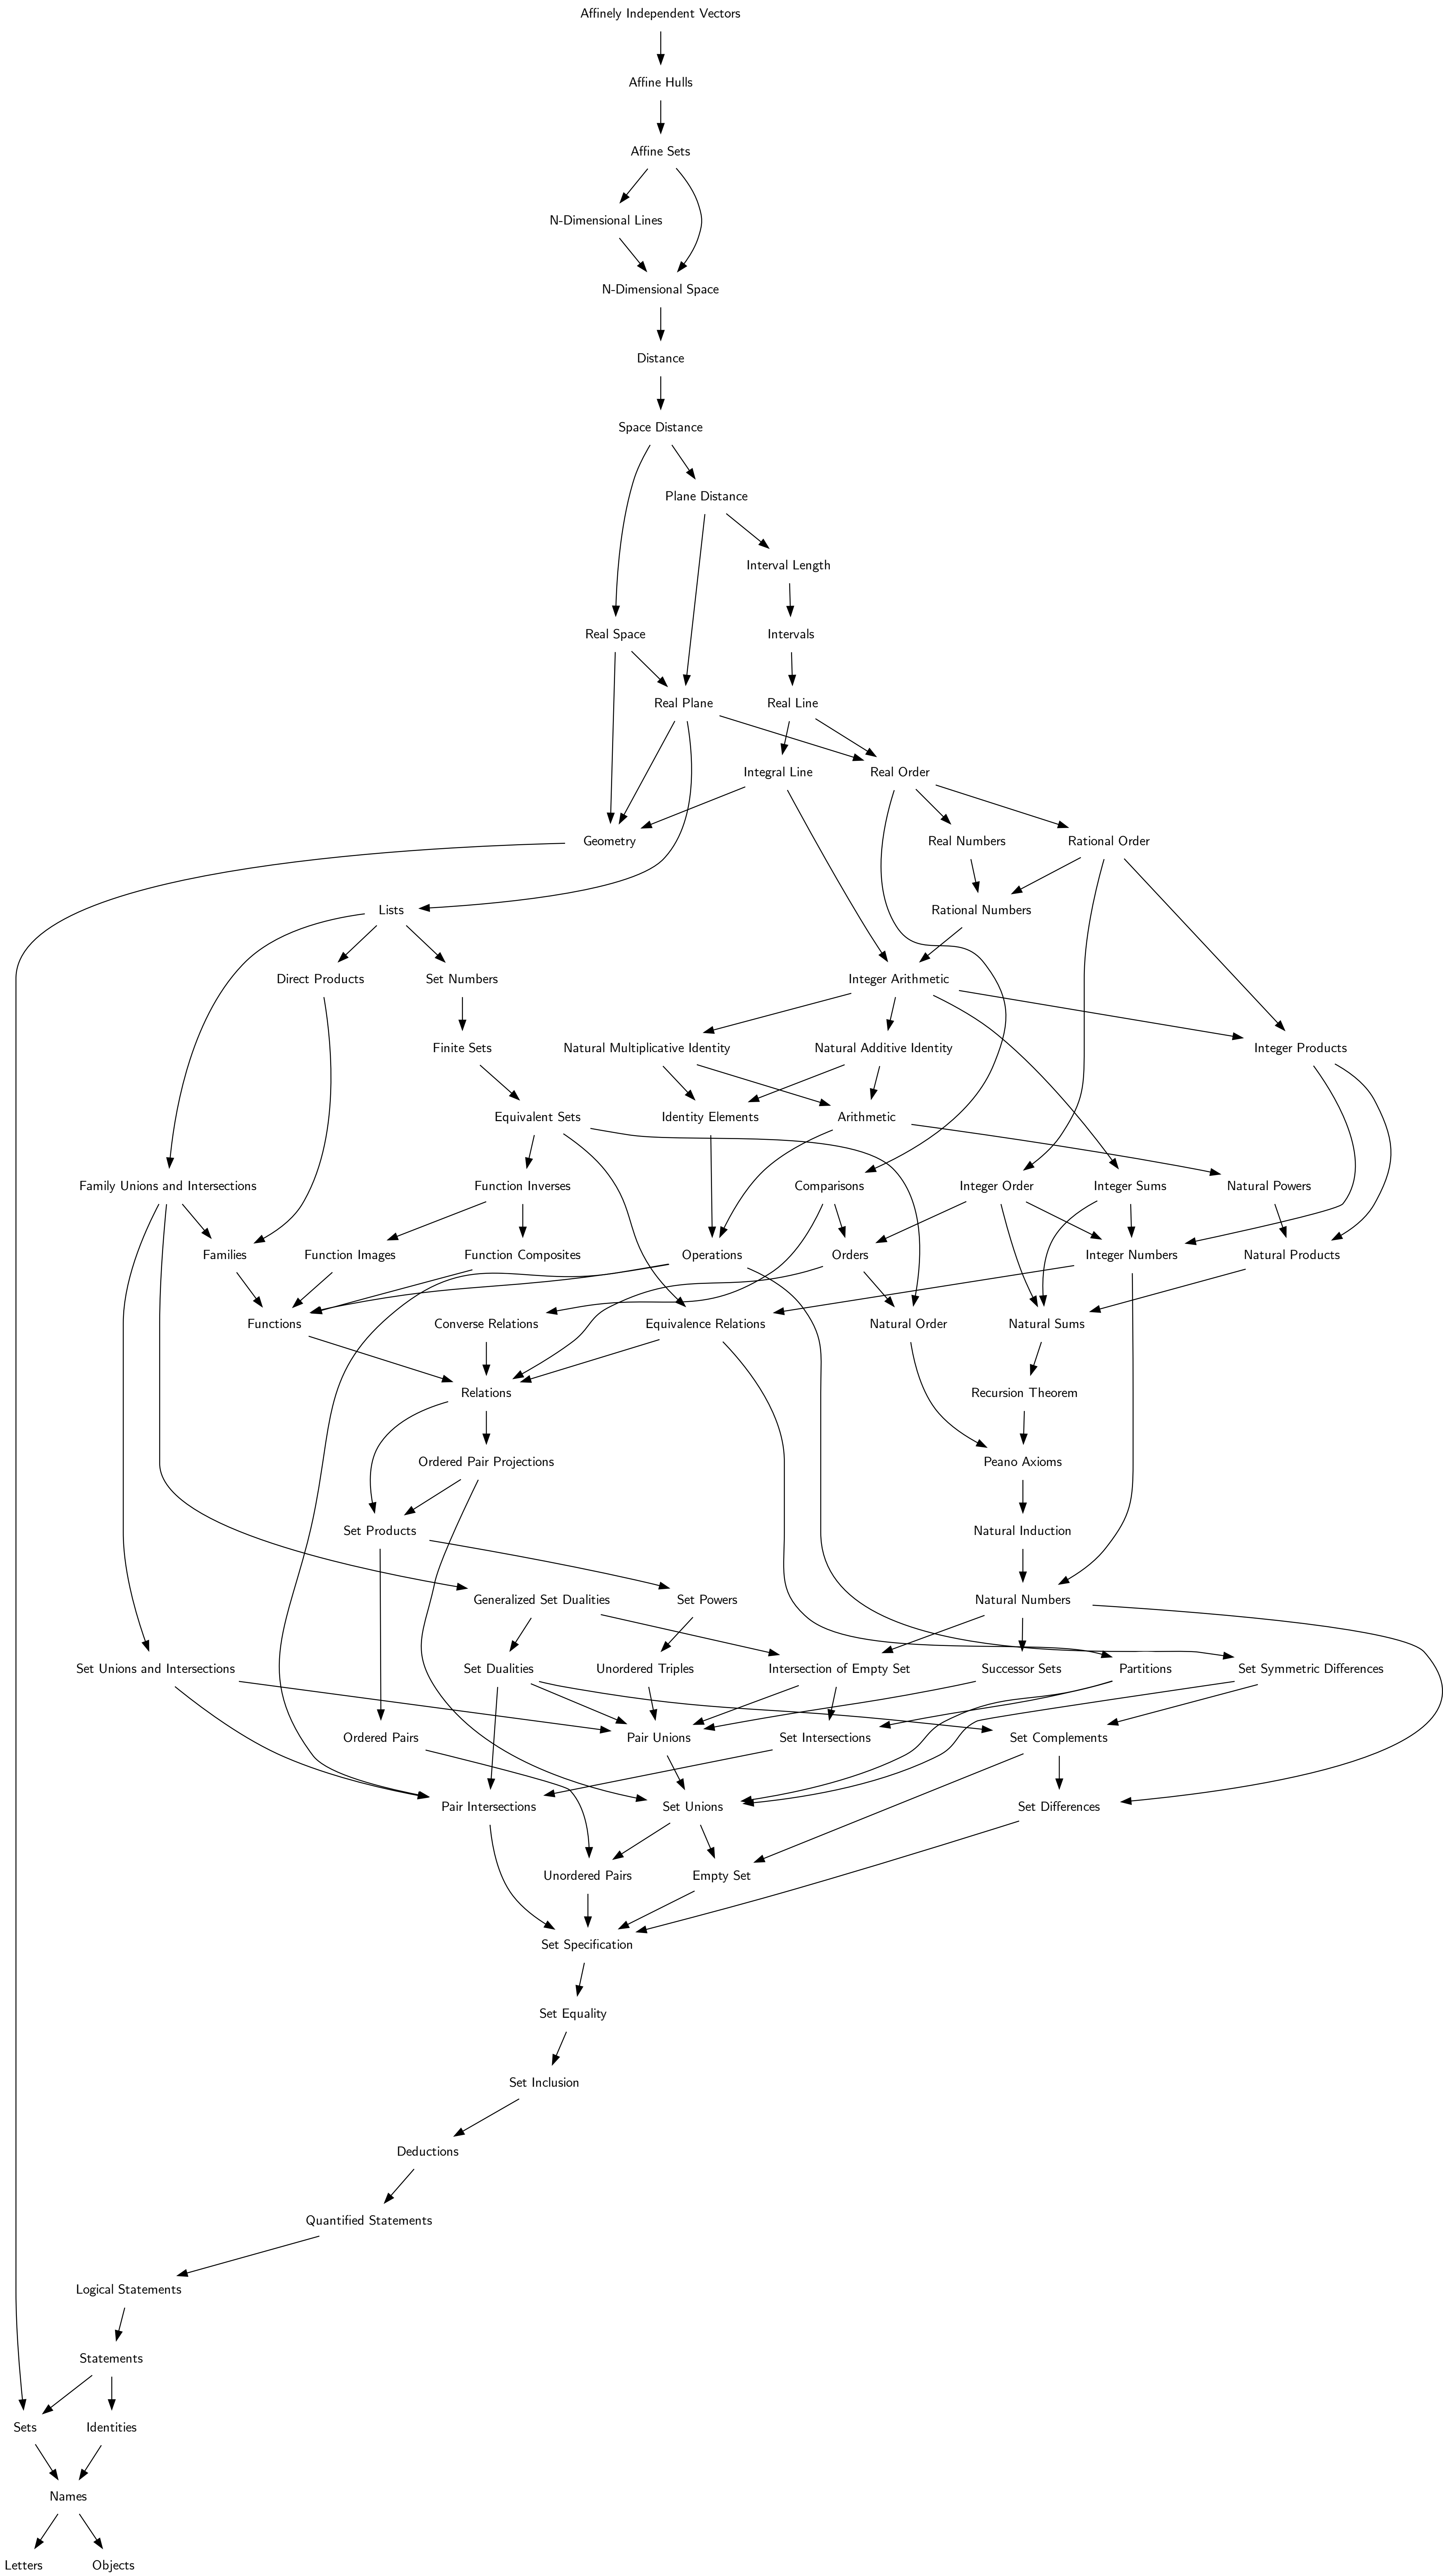 Affinely Independent Vectors
Affine Hulls
Affine Sets
N-Dimensional Lines
N-Dimensional Space
Distance
Space Distance
Plane Distance
Interval Length
Real Space
Intervals
Real Plane
Real Line
Integral Line
Real Order
Geometry
Real Numbers
Rational Order
Lists
Rational Numbers
Direct Products
Set Numbers
Integer Arithmetic
Finite Sets
Natural Multiplicative Identity
Natural Additive Identity
Integer Products
Equivalent Sets
Identity Elements
Arithmetic
Family Unions and Intersections
Function Inverses
Comparisons
Integer Order
Integer Sums
Natural Powers
Families
Function Images
Function Composites
Operations
Orders
Integer Numbers
Natural Products
Functions
Converse Relations
Equivalence Relations
Natural Order
Natural Sums
Relations
Recursion Theorem
Ordered Pair Projections
Peano Axioms
Set Products
Natural Induction
Generalized Set Dualities
Set Powers
Natural Numbers
Set Unions and Intersections
Set Dualities
Unordered Triples
Intersection of Empty Set
Successor Sets
Partitions
Set Symmetric Differences
Ordered Pairs
Pair Unions
Set Intersections
Set Complements
Pair Intersections
Set Unions
Set Differences
Unordered Pairs
Empty Set
Set Specification
Set Equality
Set Inclusion
Deductions
Quantified Statements
Logical Statements
Statements
Sets
Identities
Names
Letters
Objects